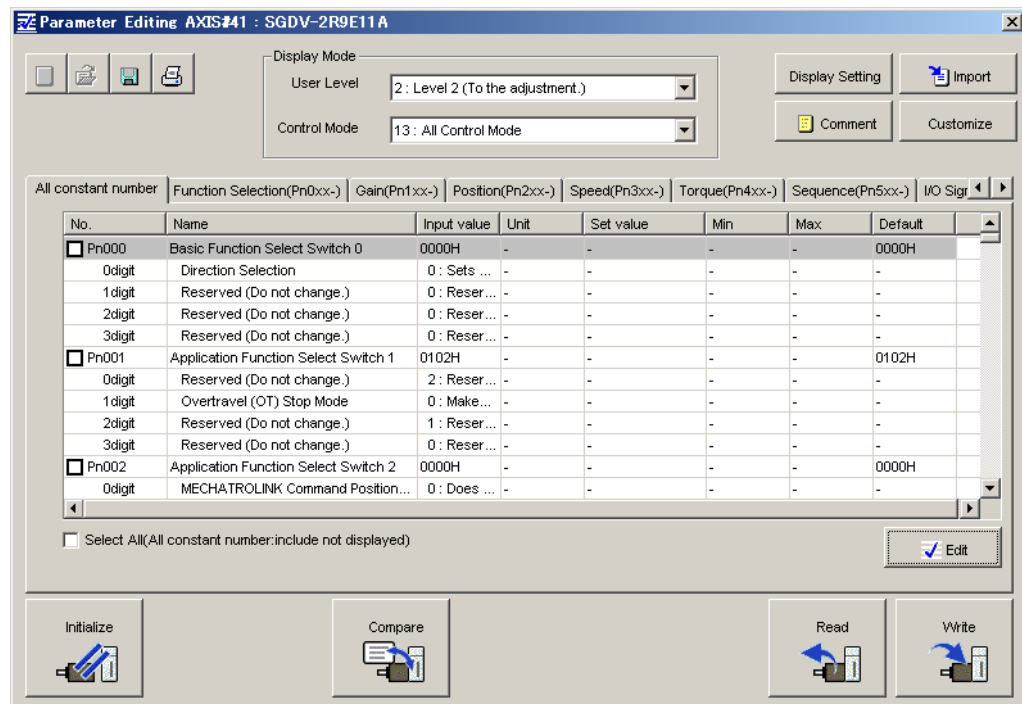 Parameter Editing AXIS#41 : SGDV-2R9E11A
Display Mode
User Level 2 : Level 2 (To the adjustment.)
Control Mode 13 : All Control Mode
Display Setting Import
Comment Customize
All constant number Function Selection(Pn0xx-) Gain(Pn1xx-) Position(Pn2xx-) Speed(Pn3xx-) Torque(Pn4xx-) Sequence(Pn5xx-) I/O Sigr
No. Name Input value Unit Set value Min Max Default
Pn000 Basic Function Select Switch 0 0000H - - - - 0000H
0digit Direction Selection 0 : Sets ... - - - - -
1digit Reserved (Do not change.) 0 : Reser... - - - - -
2digit Reserved (Do not change.) 0 : Reser... - - - - -
3digit Reserved (Do not change.) 0 : Reser... - - - - -
Pn001 Application Function Select Switch 1 0102H - - - - 0102H
0digit Reserved (Do not change.) 2 : Reser... - - - - -
1digit Overtravel (OT) Stop Mode 0 : Make... - - - - -
2digit Reserved (Do not change.) 1 : Reser... - - - - -
3digit Reserved (Do not change.) 0 : Reser... - - - - -
Pn002 Application Function Select Switch 2 0000H - - - - 0000H
0digit MECHATROLINK Command Position... 0 : Does ... - - - - -
Select All(All constant number:include not displayed)
Edit
Initialize Compare Read Write